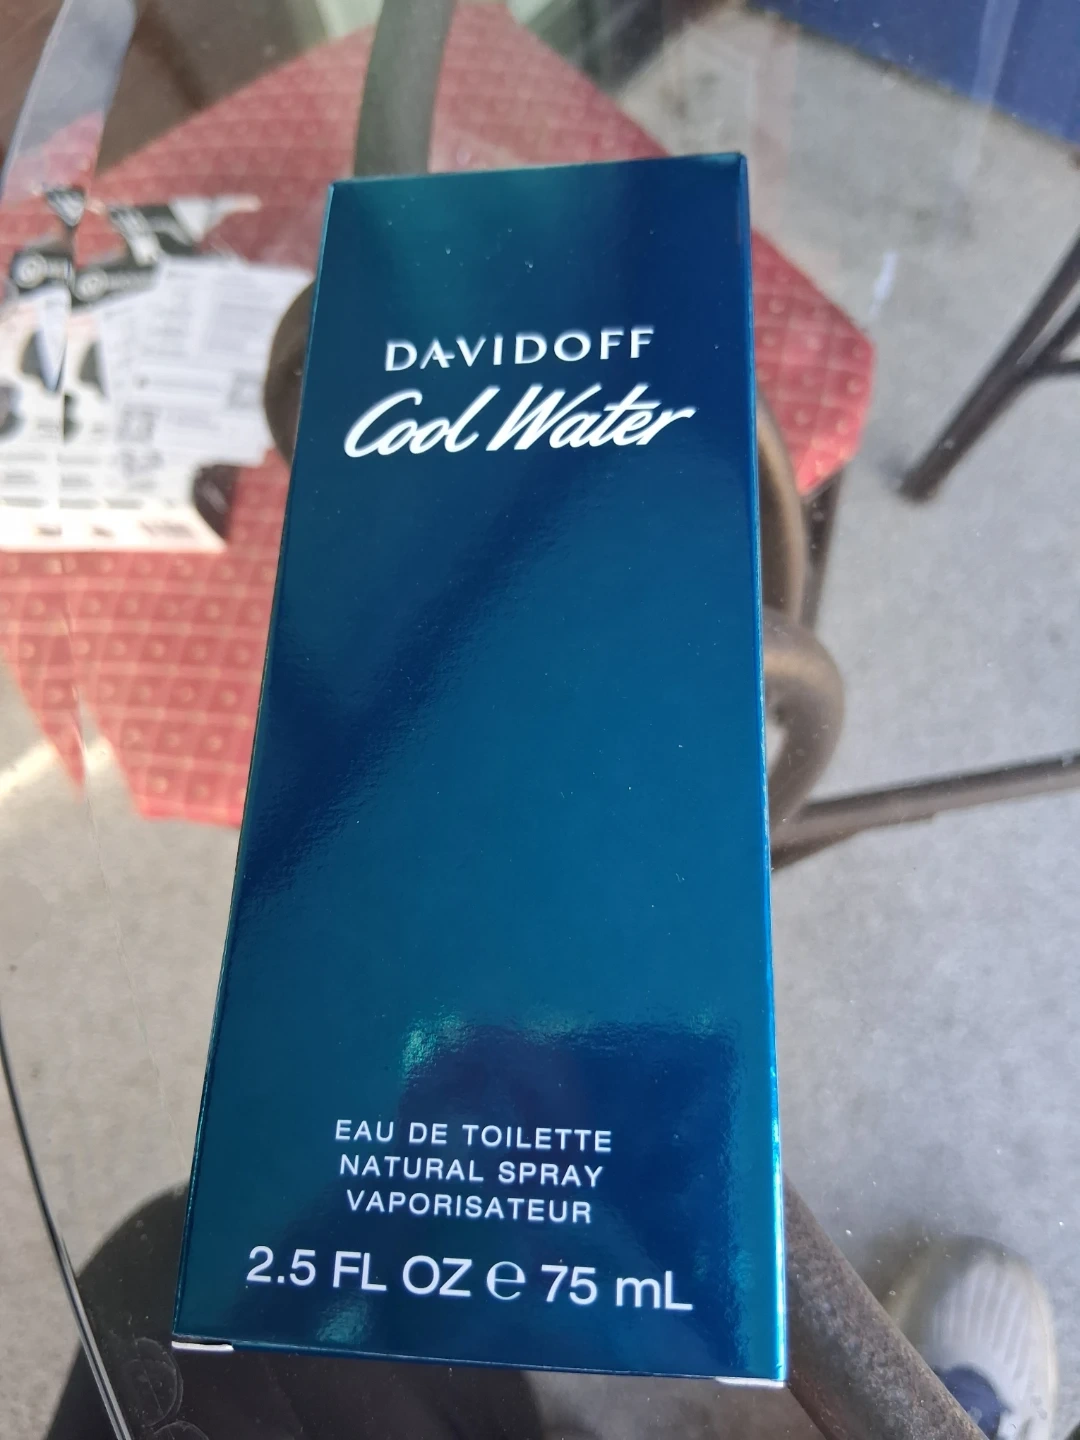 DAVIDOFF
Cool Water
EAU DE TOILETTE
NATURAL SPRAY
VAPORISATEUR
2.5 FL OZ ℮ 75 mL